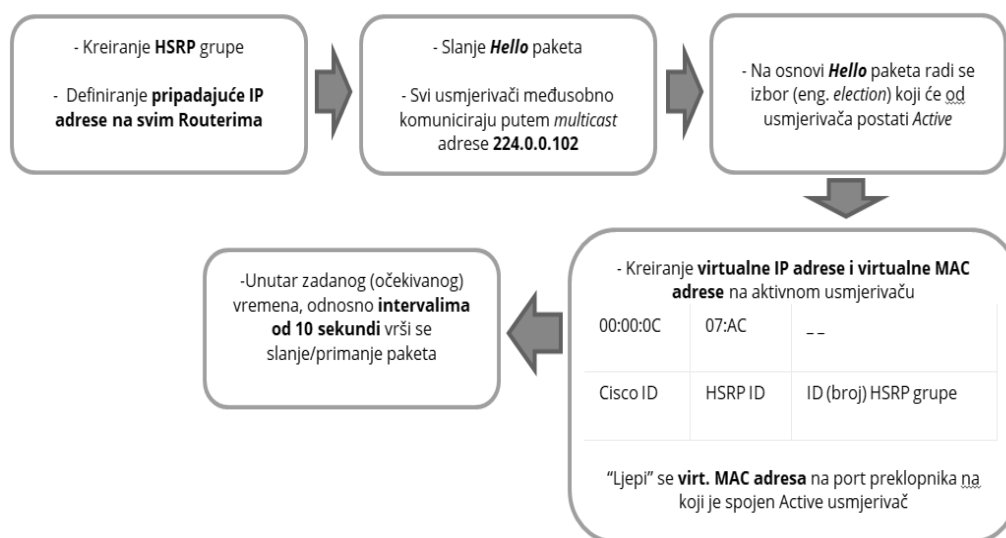 - Kreiranje HSRP grupe
- Definiranje pripadajuće IP
adrese na svim Routerima
- Slanje Hello paketa
- Svi usmjerivači međusobno
komuniciraju putem multicast
adrese 224.0.0.102
- Na osnovi Hello paketa radi se
izbor (eng. election) koji će od
usmjerivača postati Active
- Kreiranje virtualne IP adrese i virtualne MAC
adrese na aktivnom usmjerivaču
00:00:0C 07:AC _ _
Cisco ID HSRP ID ID (broj) HSRP grupe
“Ljepi” se virt. MAC adresa na port preklopnika na
koji je spojen Active usmjerivač
-Unutar zadanog (očekivanog)
vremena, odnosno intervalima
od 10 sekundi vrši se
slanje/primanje paketa